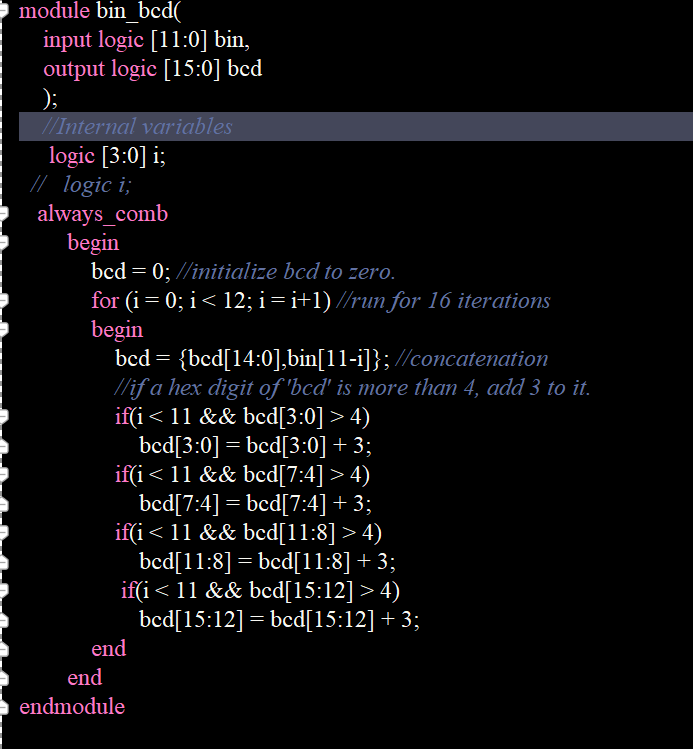 module bin_bcd(
input logic [11:0] bin,
output logic [15:0] bcd
);
//Internal variables
logic [3:0] i;
// logic i;
always_comb
begin
bcd = 0; //initialize bcd to zero.
for (i = 0; i < 12; i = i+1) //run for 16 iterations
begin
bcd = {bcd[14:0],bin[11-i]}; //concatenation
//if a hex digit of 'bcd' is more than 4, add 3 to it.
if(i < 11 && bcd[3:0] > 4)
bcd[3:0] = bcd[3:0] + 3;
if(i < 11 && bcd[7:4] > 4)
bcd[7:4] = bcd[7:4] + 3;
if(i < 11 && bcd[11:8] > 4)
bcd[11:8] = bcd[11:8] + 3;
if(i < 11 && bcd[15:12] > 4)
bcd[15:12] = bcd[15:12] + 3;
end
end
endmodule